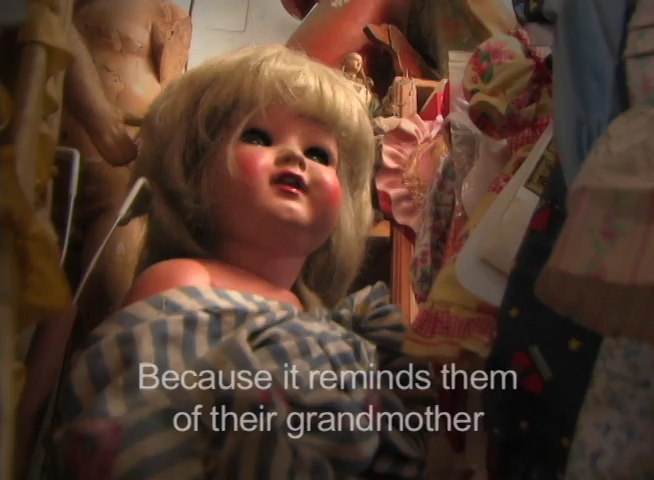 Because it reminds them
of their grandmother